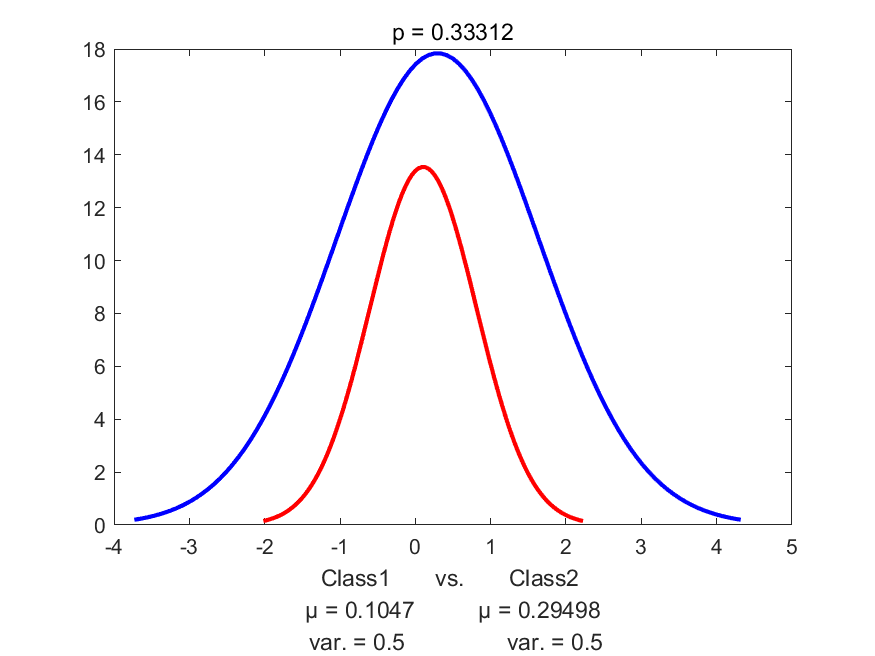 p = 0.33312
18
16
14
12
10
8
6
4
2
0
-4 -3 -2 -1 0 1 2 3 4 5
Class1 vs. Class2
μ = 0.1047 μ = 0.29498
var. = 0.5 var. = 0.5